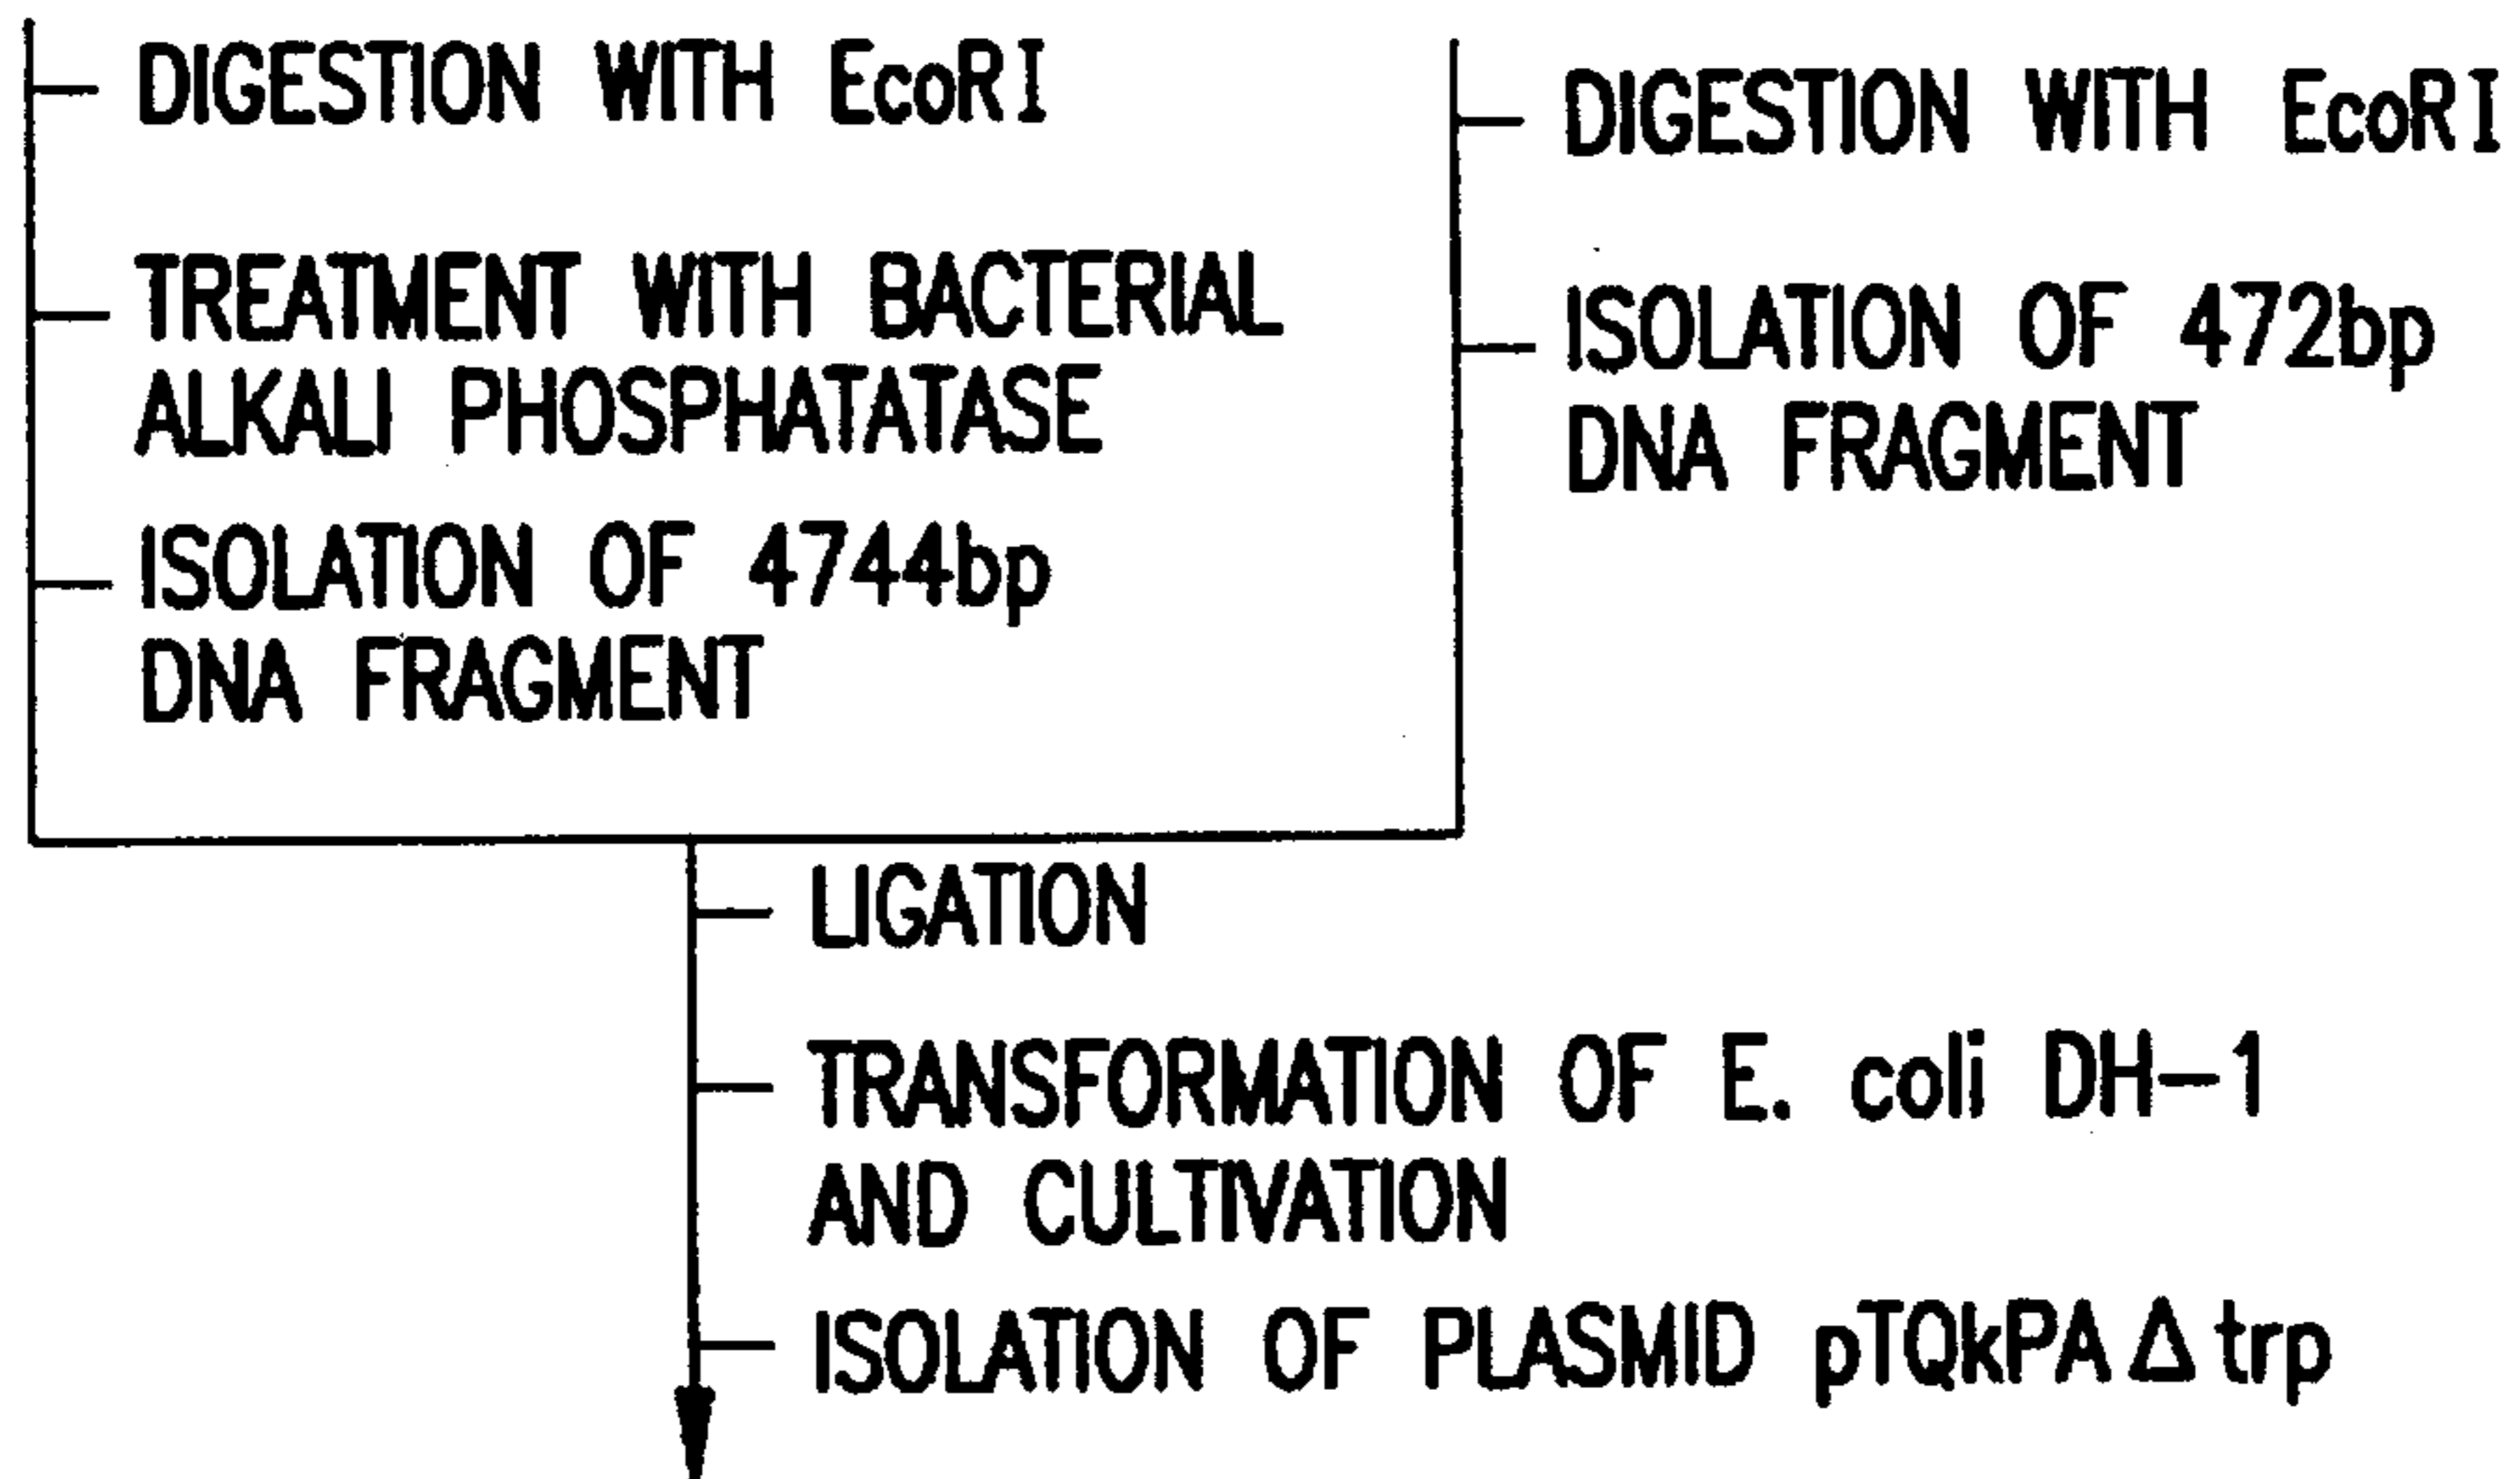 DIGESTION WITH EcoRI
TREATMENT WITH BACTERIAL
ALKALI PHOSPHATATASE
ISOLATION OF 4744bp
DNA FRAGMENT
DIGESTION WITH EcoRI
ISOLATION OF 472bp
DNA FRAGMENT
LIGATION
TRANSFORMATION OF E. coli DH-1
AND CULTIVATION
ISOLATION OF PLASMID pTQkPAΔtrp